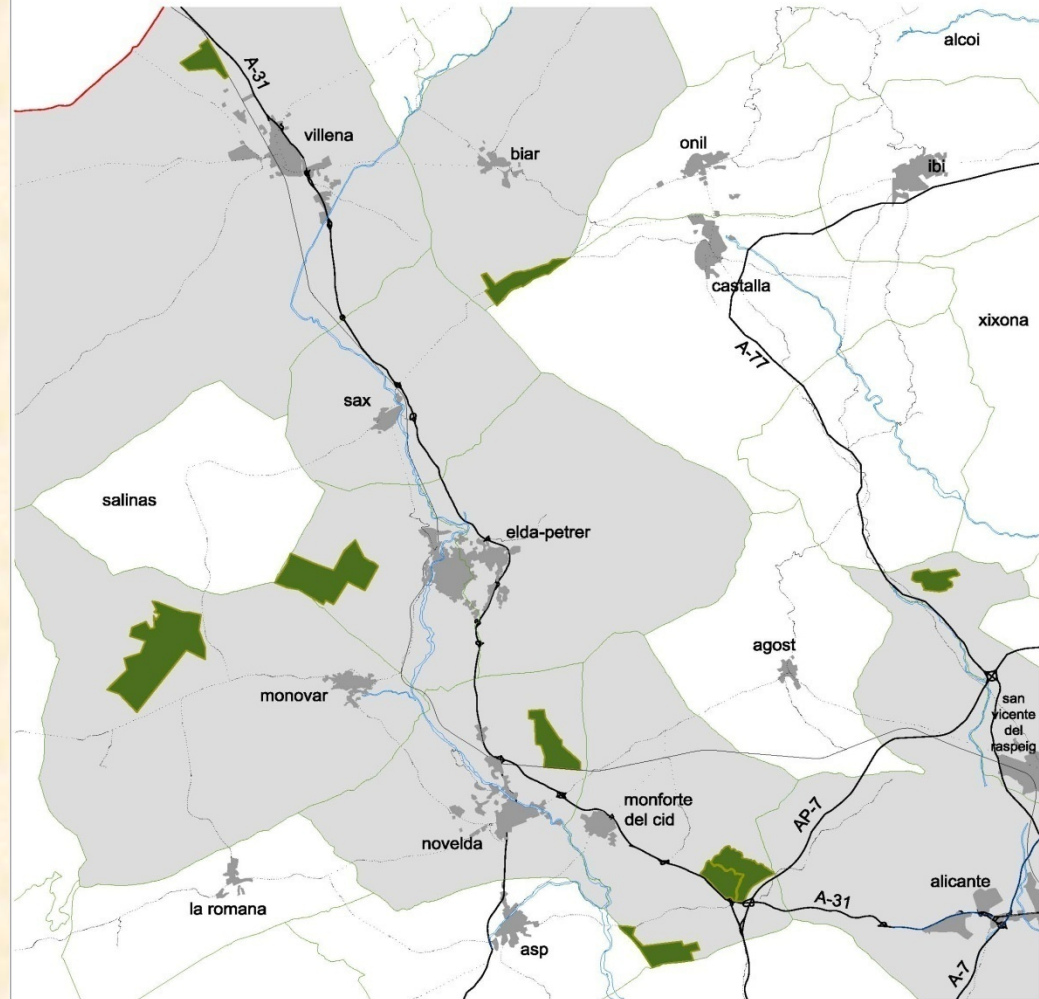 alcoi
A-31
villena
biar
onil
ibi
castalla
xixona
A-77
sax
salinas
elda-petrer
agost
monovar
san
vicente
del
raspeig
monforte
del cid
AP-7
novelda
alicante
A-31
la romana
asp
A-7